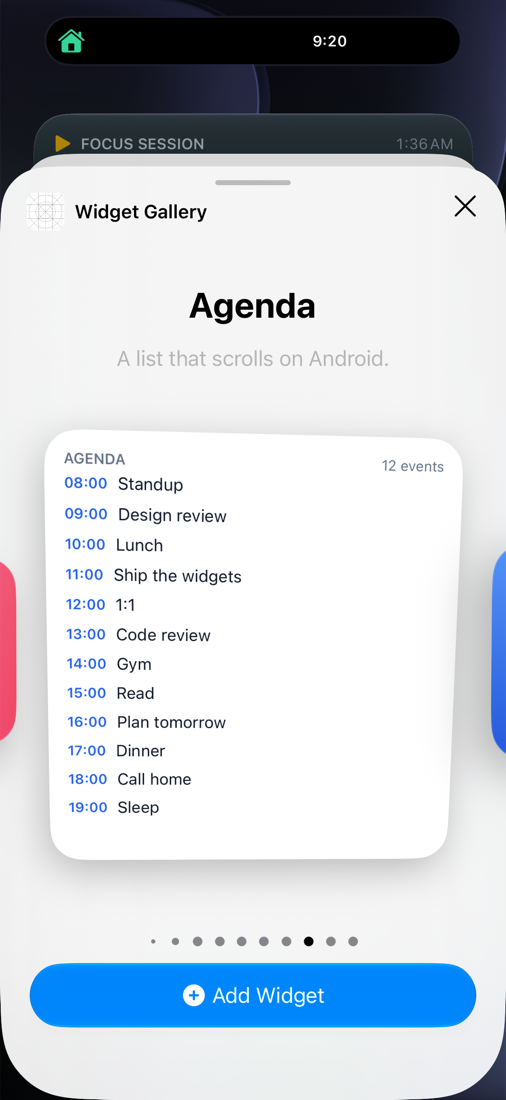 9:20
FOCUS SESSION 1:36 AM
Widget Gallery
Agenda
A list that scrolls on Android.
AGENDA 12 events
08:00 Standup
09:00 Design review
10:00 Lunch
11:00 Ship the widgets
12:00 1:1
13:00 Code review
14:00 Gym
15:00 Read
16:00 Plan tomorrow
17:00 Dinner
18:00 Call home
19:00 Sleep
Add Widget